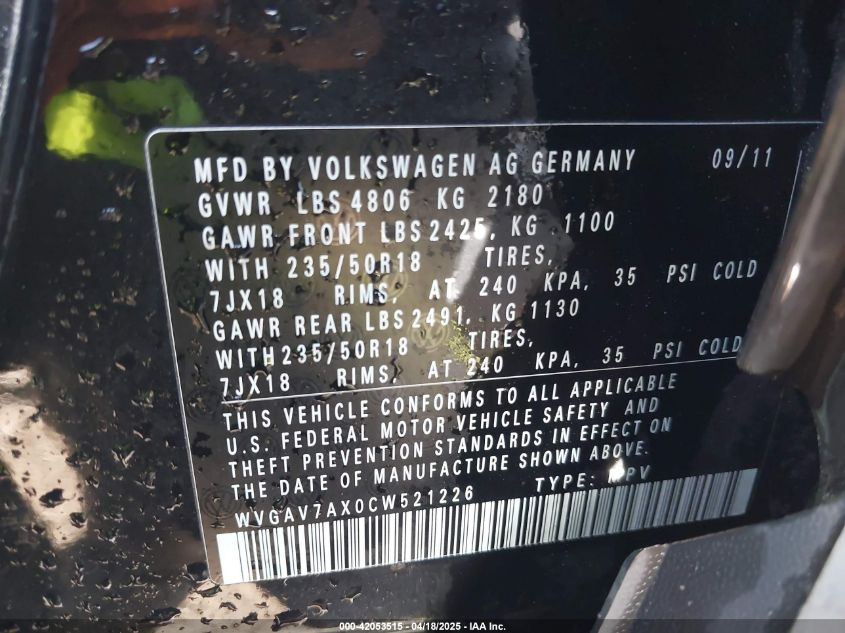 MFD BY VOLKSWAGEN AG GERMANY 09/11
GVWR LBS 4806 KG 2180
GAWR FRONT LBS 2425, KG 1100
WITH 235/50R18 TIRES,
7JX18 RIMS, AT 240 KPA, 35 PSI COLD
GAWR REAR LBS 2491, KG 1130
WITH 235/50R18 TIRES,
7JX18 RIMS, AT 240 KPA, 35 PSI COLD
THIS VEHICLE CONFORMS TO ALL APPLICABLE
U.S. FEDERAL MOTOR VEHICLE SAFETY AND
THEFT PREVENTION STANDARDS IN EFFECT ON
THE DATE OF MANUFACTURE SHOWN ABOVE.
WVGAV7AX0CW521226 TYPE: MPV
000-42053515 - 04/18/2025 - IAA Inc.